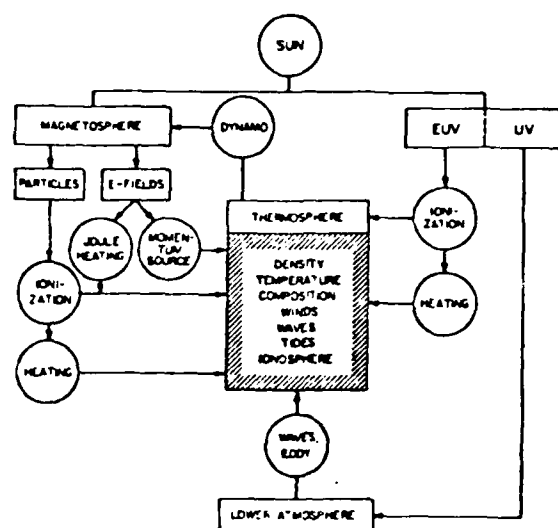 SUN
MAGNETOSPHERE
DYNAMO
EUV
UV
PARTICLES
E-FIELDS
THERMOSPHERE
IONI-
ZATION
JOULE
HEATING
MOMEN-
TUM
SOURCE
DENSITY
TEMPERATURE
COMPOSITION
WINDS
WAVES
TIDES
IONOSPHERE
IONI-
ZATION
HEATING
HEATING
WAVES,
EDDY
LOWER ATMOSPHERE